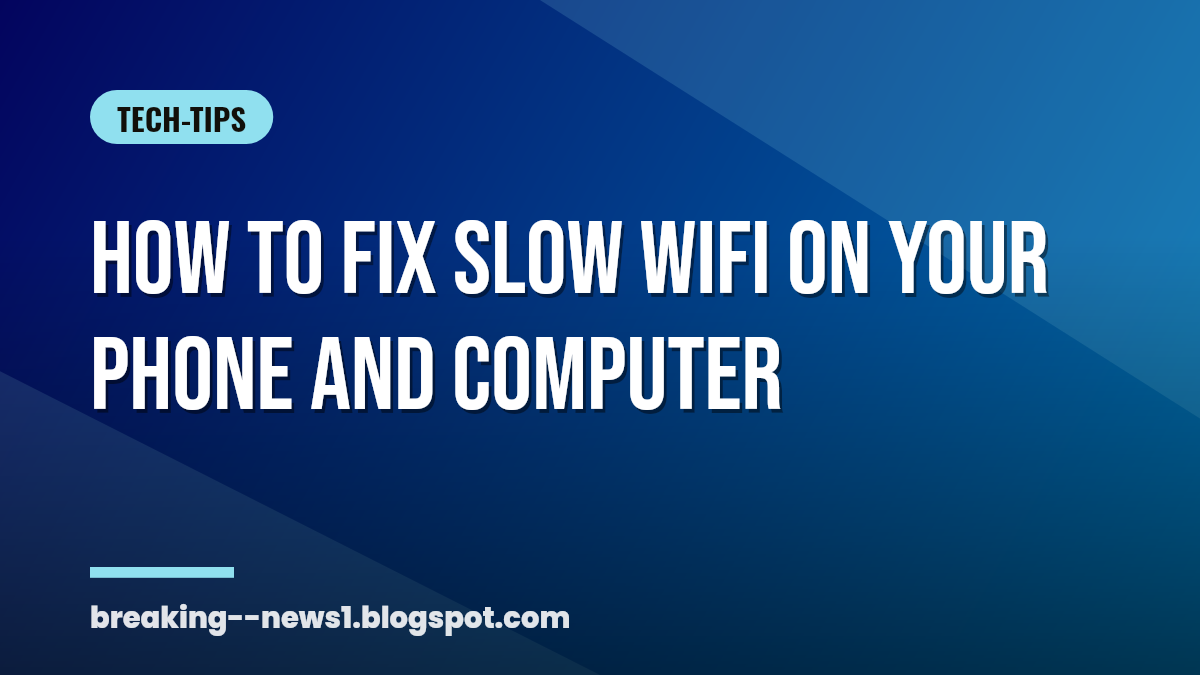 TECH-TIPS
HOW TO FIX SLOW WIFI ON YOUR
PHONE AND COMPUTER
breaking--news1.blogspot.com